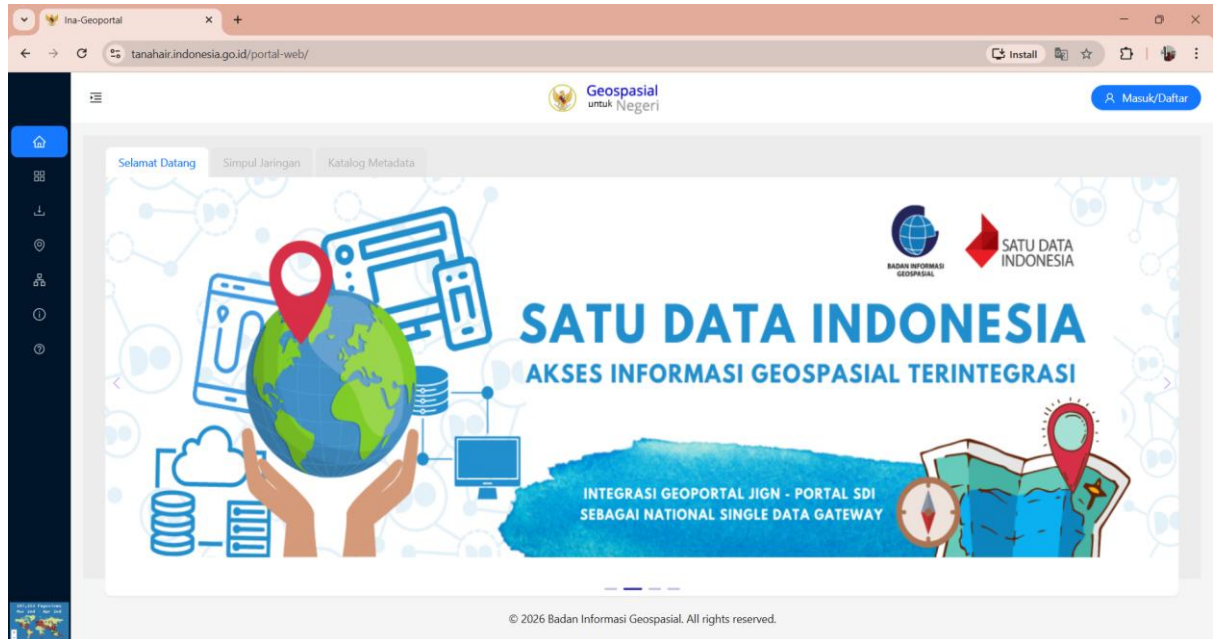 Ina-Geoportal
tanahair.indonesia.go.id/portal-web/
Install
Geospasial
untuk Negeri
Masuk/Daftar
Selamat Datang
Simpul Jaringan
Katalog Metadata
BADAN INFORMASI
GEOSPASIAL
SATU DATA
INDONESIA
SATU DATA INDONESIA
AKSES INFORMASI GEOSPASIAL TERINTEGRASI
INTEGRASI GEOPORTAL JIGN - PORTAL SDI
SEBAGAI NATIONAL SINGLE DATA GATEWAY
© 2026 Badan Informasi Geospasial. All rights reserved.